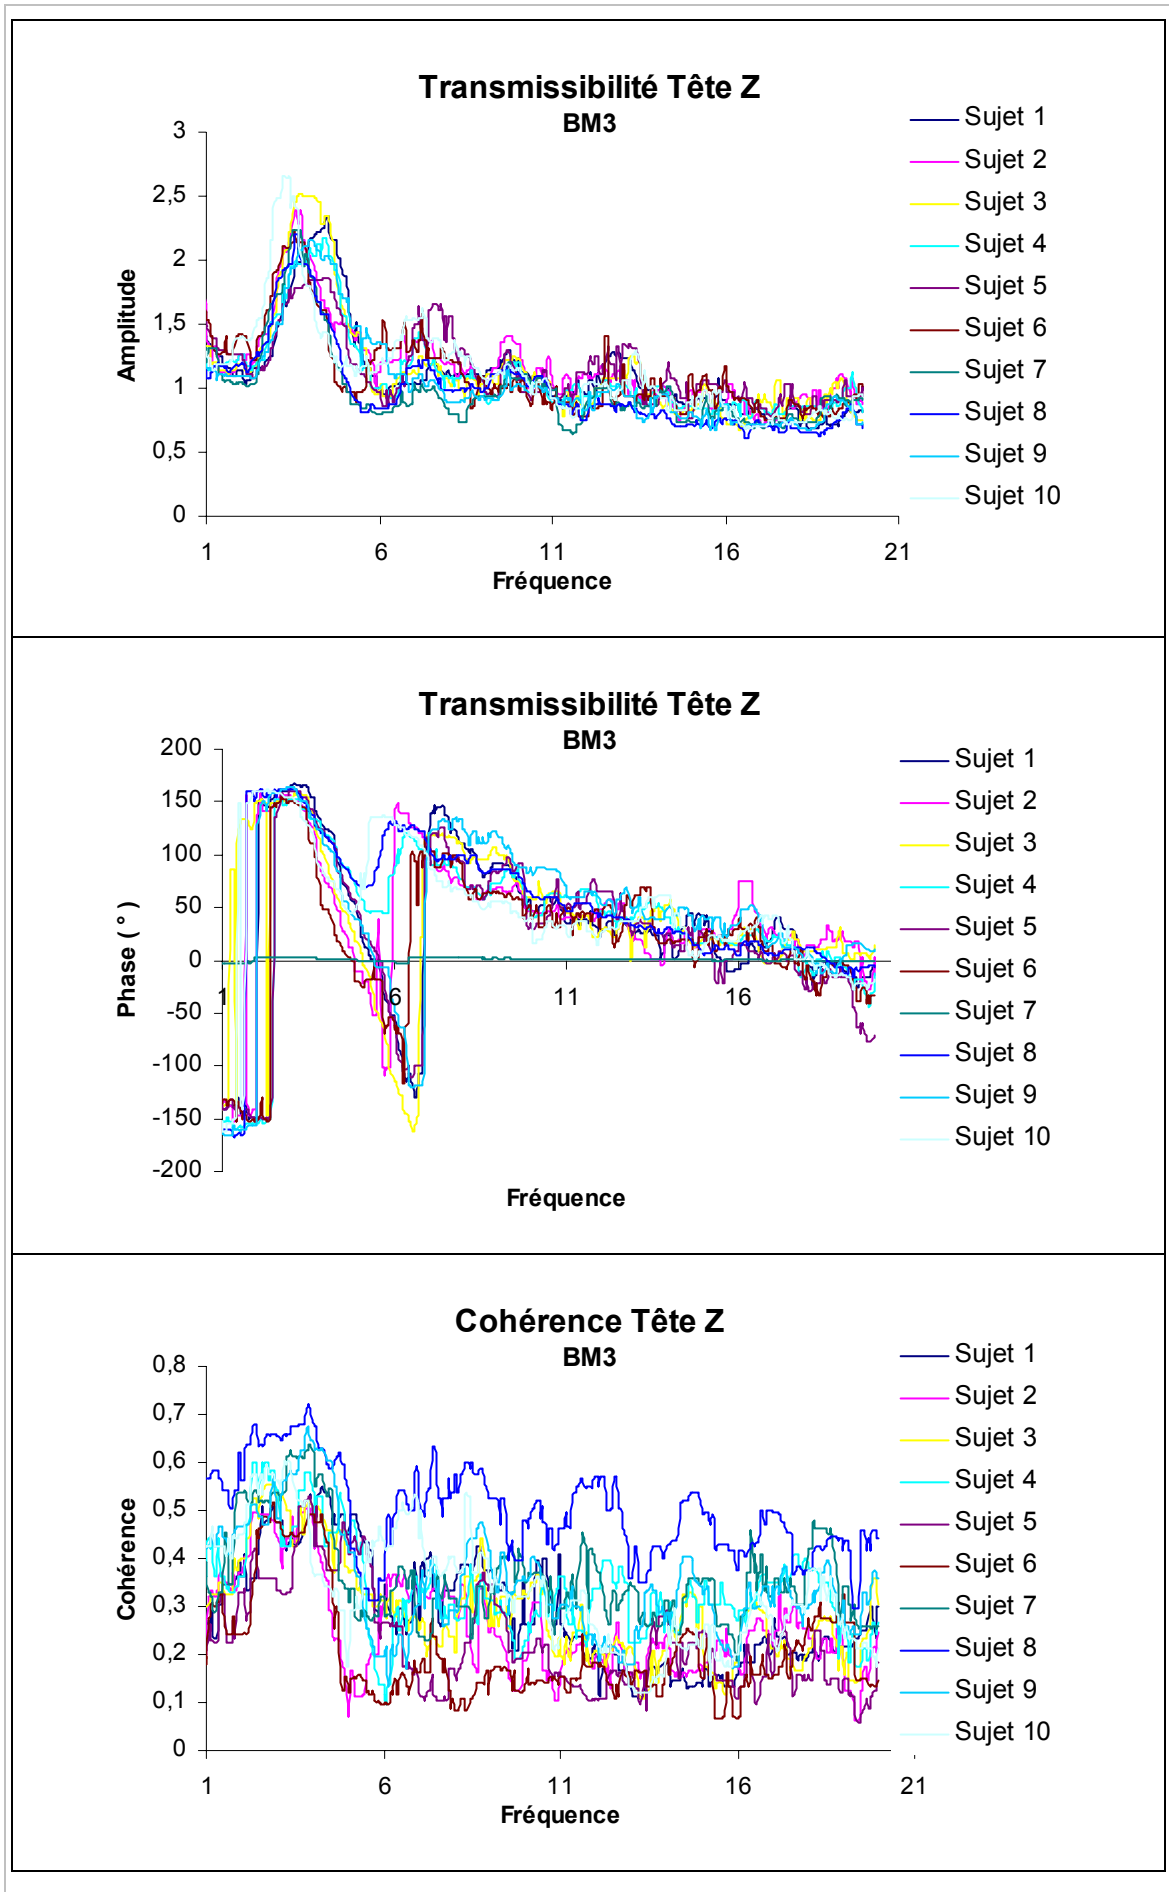 Transmissibilité Tête Z
BM3
Amplitude
3
2,5
2
1,5
1
0,5
0
1
6
11
16
21
Fréquence
Sujet 1
Sujet 2
Sujet 3
Sujet 4
Sujet 5
Sujet 6
Sujet 7
Sujet 8
Sujet 9
Sujet 10
Transmissibilité Tête Z
BM3
Phase ( ° )
200
150
100
50
0
-50
-100
-150
-200
1
6
11
16
Fréquence
Sujet 1
Sujet 2
Sujet 3
Sujet 4
Sujet 5
Sujet 6
Sujet 7
Sujet 8
Sujet 9
Sujet 10
Cohérence Tête Z
BM3
Cohérence
0,8
0,7
0,6
0,5
0,4
0,3
0,2
0,1
0
1
6
11
16
21
Fréquence
Sujet 1
Sujet 2
Sujet 3
Sujet 4
Sujet 5
Sujet 6
Sujet 7
Sujet 8
Sujet 9
Sujet 10